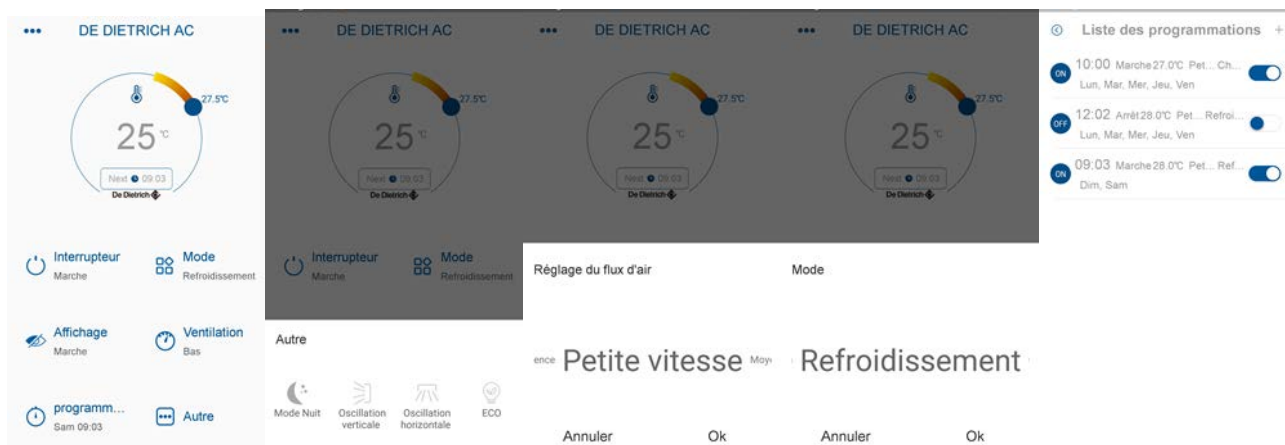 DE DIETRICH AC
27.5℃
25 ℃
Next 09:03
De Dietrich
Interrupteur
Marche
Mode
Refroidissement
Affichage
Marche
Ventilation
Bas
programm...
Sam 09:03
Autre
DE DIETRICH AC
27.5℃
25 ℃
Next 09:03
De Dietrich
Interrupteur
Marche
Mode
Refroidissement
Autre
Mode Nuit
Oscillation
verticale
Oscillation
horizontale
ECO
DE DIETRICH AC
27.5℃
25 ℃
Next 09:03
De Dietrich
Réglage du flux d'air
ence Petite vitesse Moy
Annuler Ok
DE DIETRICH AC
27.5℃
25 ℃
Next 09:03
De Dietrich
Mode
Refroidissement
Annuler Ok
Liste des programmations +
ON
10:00 Marche 27.0℃ Pet... Ch...
Lun, Mar, Mer, Jeu, Ven
OFF
12:02 Arrêt 28.0℃ Pet... Refroi...
Lun, Mar, Mer, Jeu, Ven
ON
09:03 Marche 28.0℃ Pet... Ref...
Dim, Sam